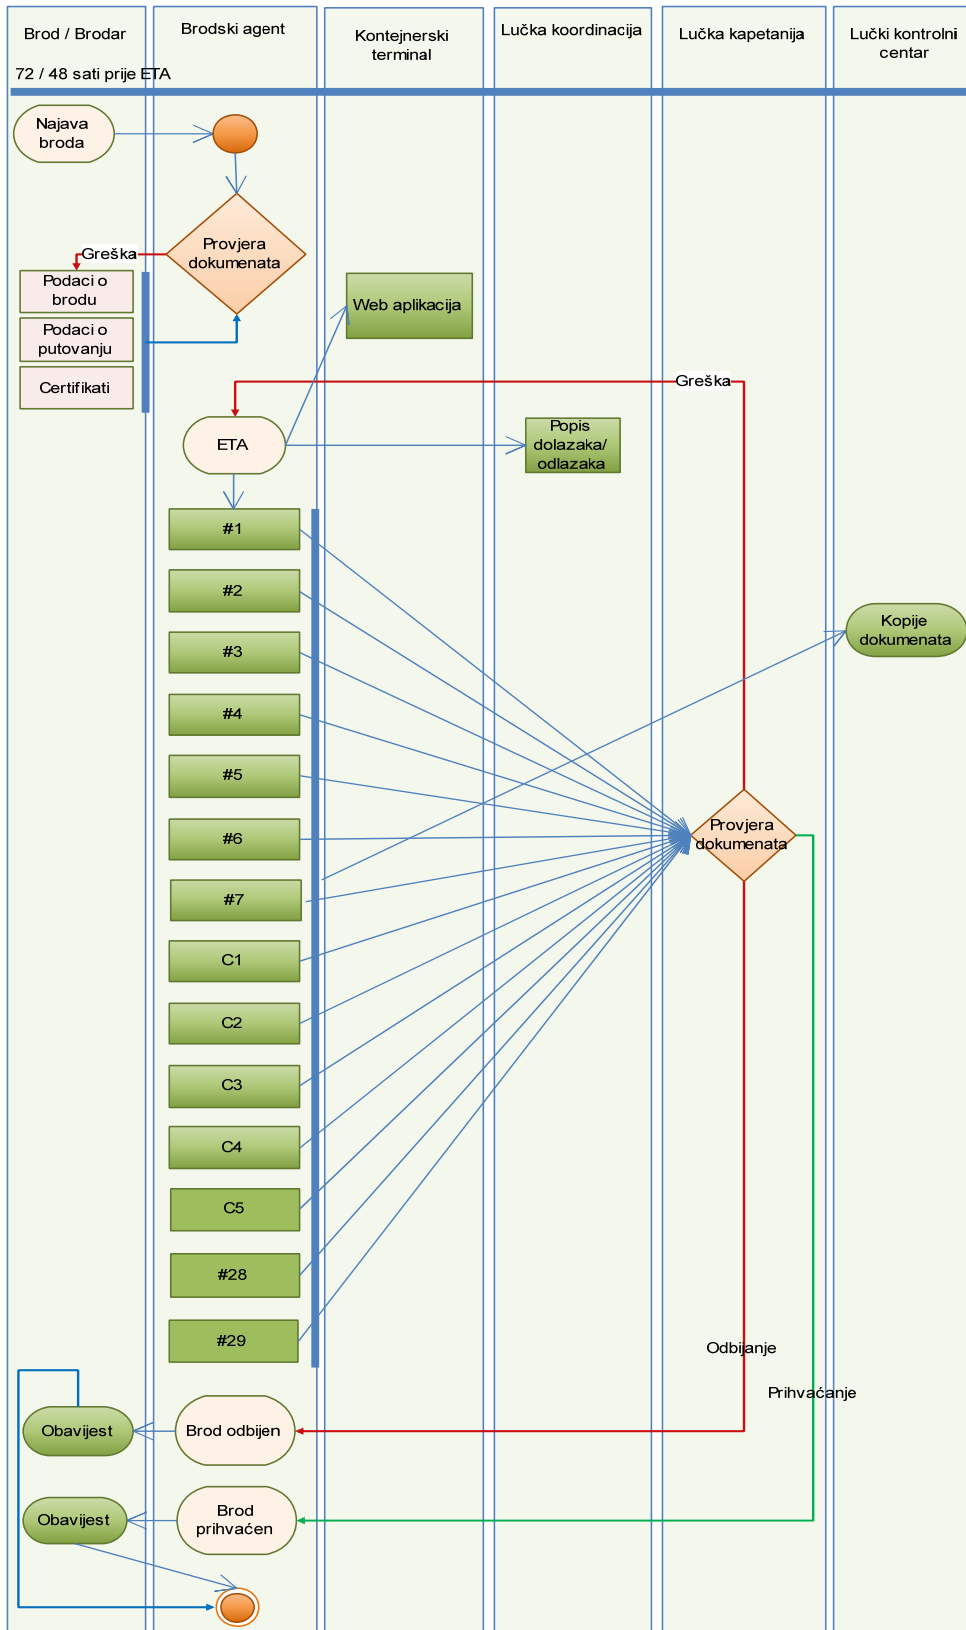 Brod / Brodar
Brodski agent
Kontejnerski
terminal
Lučka koordinacija
Lučka kapetanija
Lučki kontrolni
centar
72 / 48 sati prije ETA
Najava
broda
Provjera
dokumenata
Greška
Podaci o
brodu
Podaci o
putovanju
Certifikati
Web aplikacija
Greška
ETA
Popis
dolazaka/
odlazaka
#1
#2
#3
#4
#5
#6
#7
C1
C2
C3
C4
C5
#28
#29
Kopije
dokumenata
Provjera
dokumenata
Odbijanje
Prihvaćanje
Obavijest
Brod odbijen
Obavijest
Brod
prihvaćen